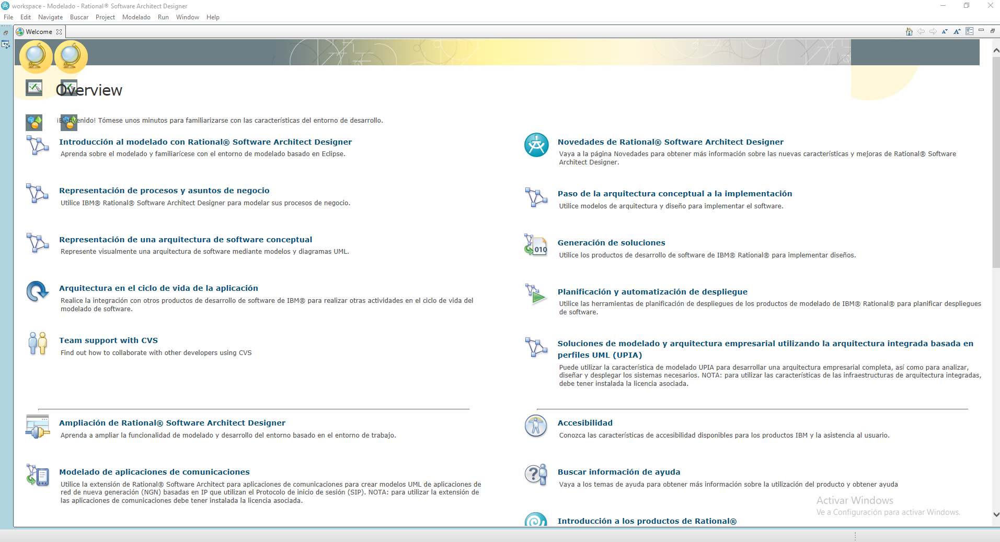 workspace - Modelado - Rational® Software Architect Designer
File Edit Navigate Buscar Project Modelado Run Window Help
Welcome
Overview
¡Bienvenido! Tómese unos minutos para familiarizarse con las características del entorno de desarrollo.
Introducción al modelado con Rational® Software Architect Designer
Aprenda sobre el modelado y familiarícese con el entorno de modelado basado en Eclipse.
Representación de procesos y asuntos de negocio
Utilice IBM® Rational® Software Architect Designer para modelar sus procesos de negocio.
Representación de una arquitectura de software conceptual
Represente visualmente una arquitectura de software mediante modelos y diagramas UML.
Arquitectura en el ciclo de vida de la aplicación
Realice la integración con otros productos de desarrollo de software de IBM® para realizar otras actividades en el ciclo de vida del
modelado de software.
Team support with CVS
Find out how to collaborate with other developers using CVS
Novedades de Rational® Software Architect Designer
Vaya a la página Novedades para obtener más información sobre las nuevas características y mejoras de Rational® Software
Architect Designer.
Paso de la arquitectura conceptual a la implementación
Utilice modelos de arquitectura y diseño para implementar el software.
010
Generación de soluciones
Utilice los productos de desarrollo de software de IBM® Rational® para implementar diseños.
Planificación y automatización de despliegue
Utilice las herramientas de planificación de despliegues de los productos de modelado de IBM® Rational® para planificar despliegues
de software.
Soluciones de modelado y arquitectura empresarial utilizando la arquitectura integrada basada en
perfiles UML (UPIA)
Puede utilizar la característica de modelado UPIA para desarrollar una arquitectura empresarial completa, así como para analizar,
diseñar y desplegar los sistemas necesarios. NOTA: para utilizar las características de las infraestructuras de arquitectura integradas,
debe tener instalada la licencia asociada.
Ampliación de Rational® Software Architect Designer
Aprenda a ampliar la funcionalidad de modelado y desarrollo del entorno basado en el entorno de trabajo.
Modelado de aplicaciones de comunicaciones
Utilice la extensión de Rational® Software Architect para aplicaciones de comunicaciones para crear modelos UML de aplicaciones de
red de nueva generación (NGN) basadas en IP que utilizan el Protocolo de inicio de sesión (SIP). NOTA: para utilizar la extensión de
las aplicaciones de comunicaciones debe tener instalada la licencia asociada.
Accesibilidad
Conozca las características de accesibilidad disponibles para los productos IBM y la asistencia al usuario.
Buscar información de ayuda
Vaya a los temas de ayuda para obtener más información sobre la utilización del producto y obtener ayuda
Introducción a los productos de Rational®
Activar Windows
Ve a Configuración para activar Windows.